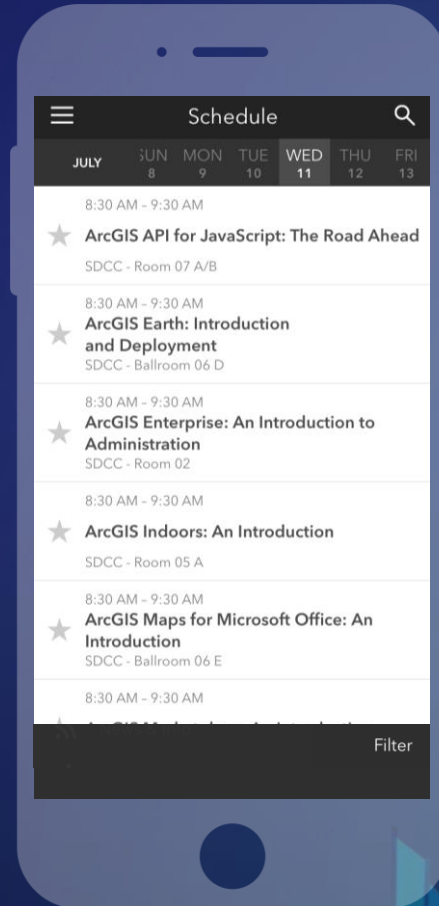 Schedule
JULY
SUN MON TUE WED THU FRI
8 9 10 11 12 13
8:30 AM – 9:30 AM
ArcGIS API for JavaScript: The Road Ahead
SDCC - Room 07 A/B
8:30 AM – 9:30 AM
ArcGIS Earth: Introduction
and Deployment
SDCC - Ballroom 06 D
8:30 AM – 9:30 AM
ArcGIS Enterprise: An Introduction to
Administration
SDCC - Room 02
8:30 AM – 9:30 AM
ArcGIS Indoors: An Introduction
SDCC - Room 05 A
8:30 AM – 9:30 AM
ArcGIS Maps for Microsoft Office: An
Introduction
SDCC - Ballroom 06 E
8:30 AM – 9:30 AM
Filter